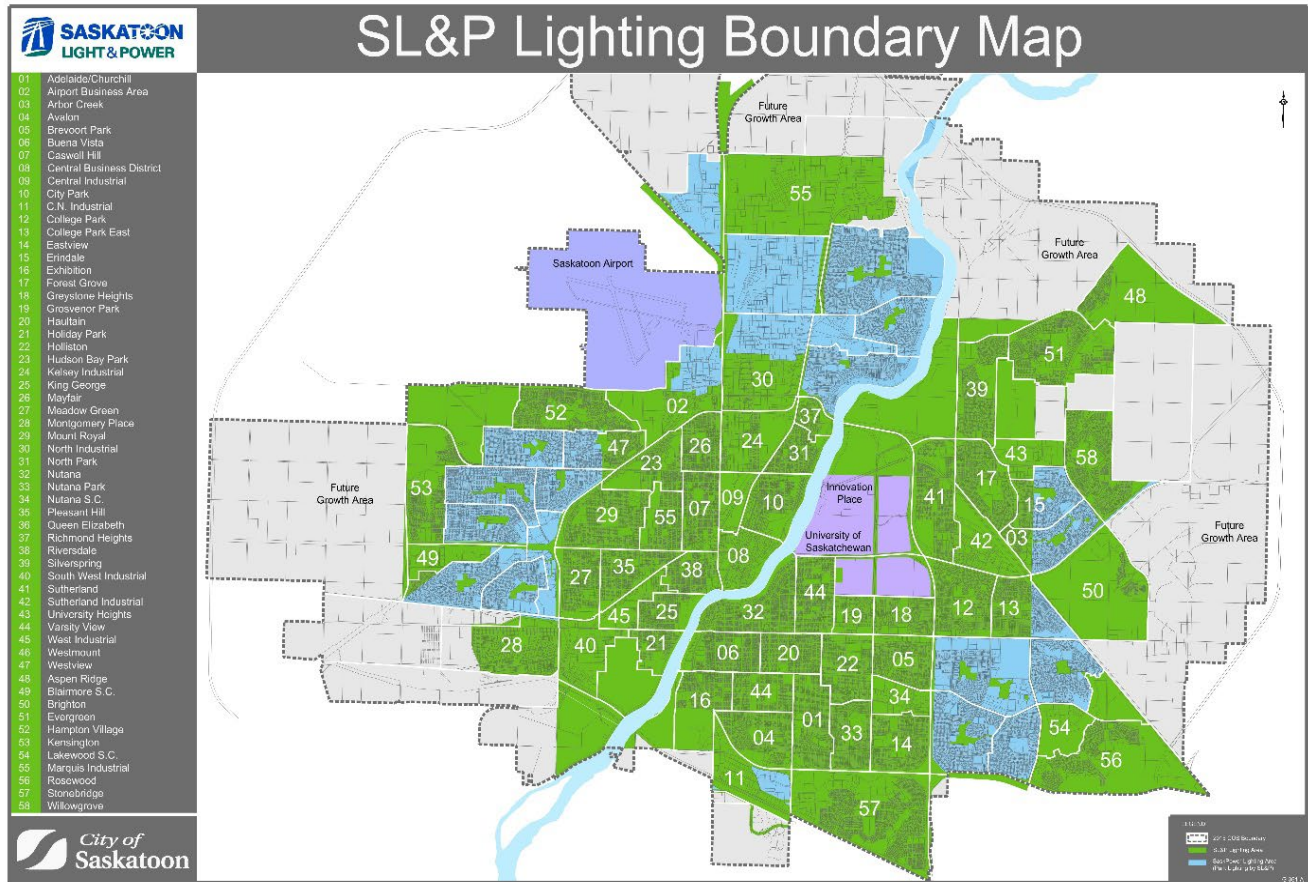 SASKATOON
LIGHT & POWER
SL&P Lighting Boundary Map
01 Adelaide/Churchill
02 Airport Business Area
03 Arbor Creek
04 Avalon
05 Brevoort Park
06 Buena Vista
07 Caswell Hill
08 Central Business District
09 Central Industrial
10 City Park
11 C.N. Industrial
12 College Park
13 College Park East
14 Eastview
15 Erindale
16 Exhibition
17 Forest Grove
18 Greystone Heights
19 Grosvenor Park
20 Haultain
21 Holiday Park
22 Holliston
23 Hudson Bay Park
24 Kelsey Industrial
25 King George
26 Mayfair
27 Meadow Green
28 Montgomery Place
29 Mount Royal
30 North Industrial
31 North Park
32 Nutana
33 Nutana Park
34 Nutana S.C.
35 Pleasant Hill
36 Queen Elizabeth
37 Richmond Heights
38 Riversdale
39 Silverspring
40 South West Industrial
41 Sutherland
42 Sutherland Industrial
43 University Heights
44 Varsity View
45 West Industrial
46 Westmount
47 Westview
48 Aspen Ridge
49 Blairmore S.C.
50 Brighton
51 Evergreen
52 Hampton Village
53 Kensington
54 Lakewood S.C.
55 Marquis Industrial
56 Rosewood
57 Stonebridge
58 Willowgrove
City of
Saskatoon
Future
Growth Area
55
Saskatoon Airport
Future
Growth Area
48
51
30
39
02
52
37
26
24
47
31
23
43
58
Future
Growth Area
53
17
Innovation
Place
09
10
41
07
15
29
55
Future
Growth Area
University of
Saskatchewan
03
42
08
49
35
38
27
50
44
25
32
12
13
45
19
18
28
40
21
06
20
22
05
16
44
34
01
33
54
04
14
56
11
57
SL&P Lighting Area